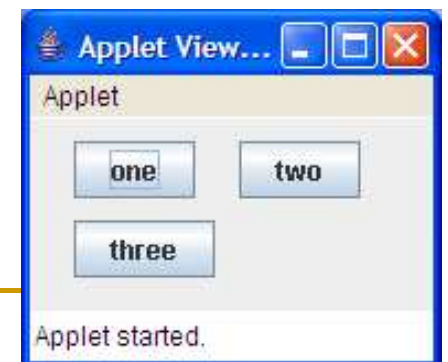 Applet View...
Applet
one two
three
Applet started.